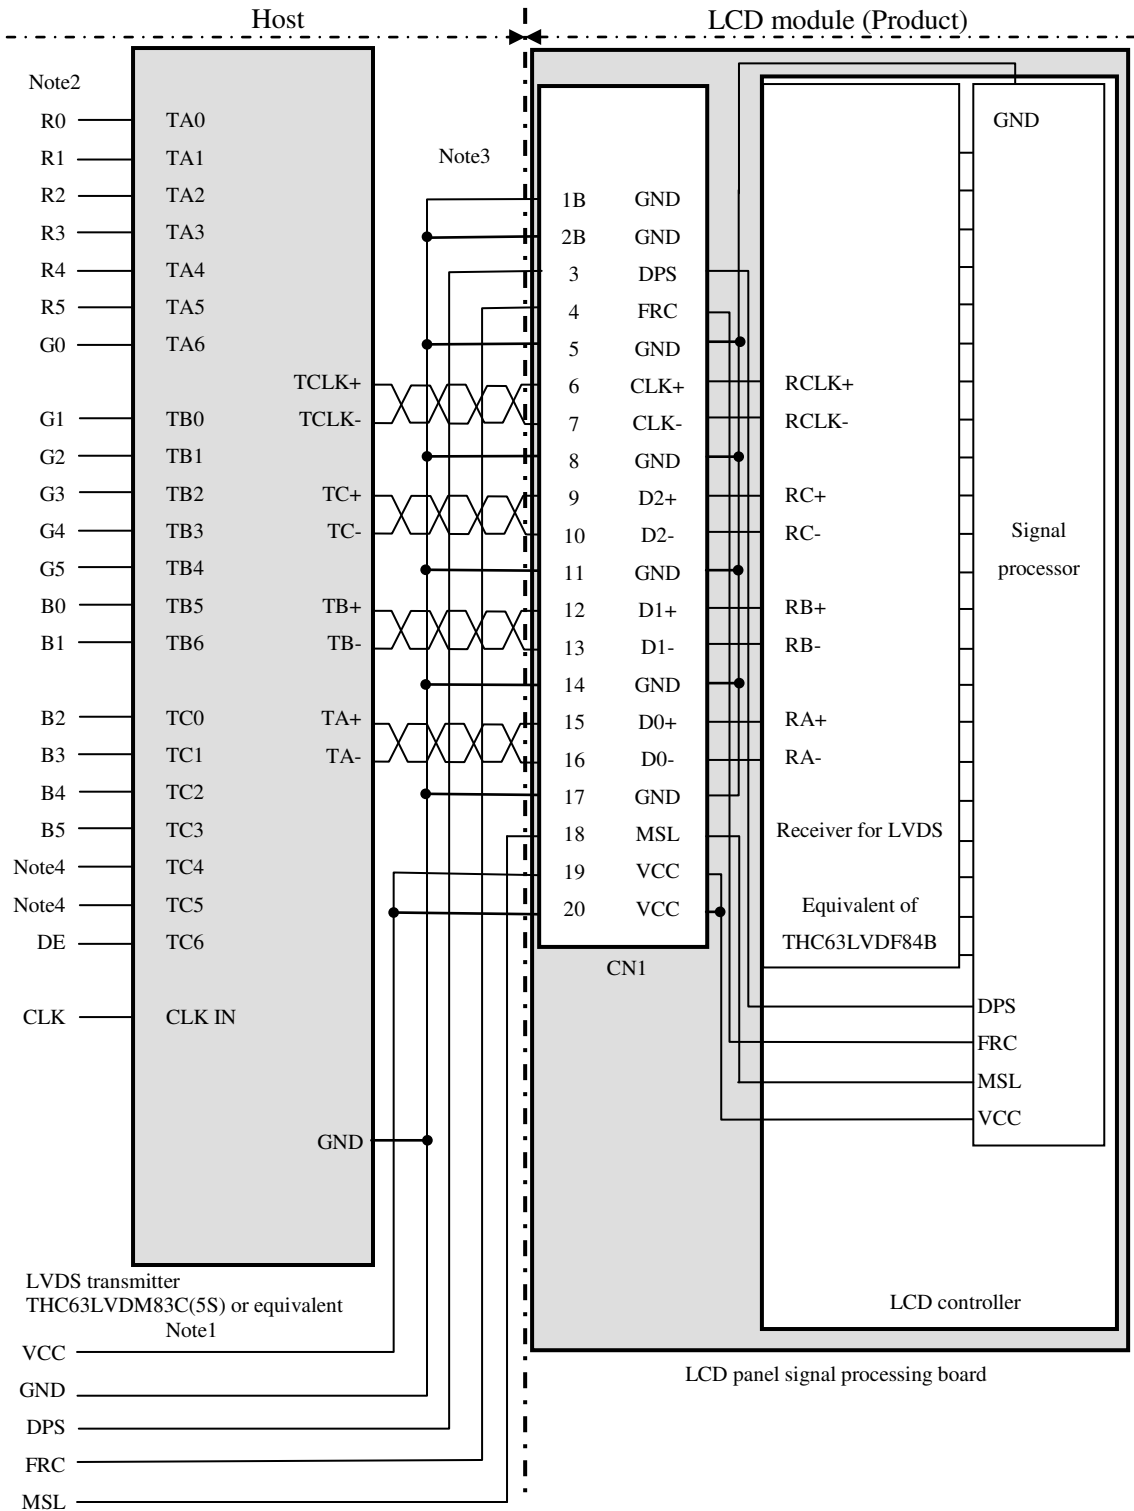 Host
LCD module (Product)
Note2
R0 TA0
R1 TA1
R2 TA2
R3 TA3
R4 TA4
R5 TA5
G0 TA6
TCLK+
G1 TB0 TCLK-
G2 TB1
G3 TB2 TC+
G4 TB3 TC-
G5 TB4
B0 TB5 TB+
B1 TB6 TB-
B2 TC0 TA+
B3 TC1 TA-
B4 TC2
B5 TC3
Note4 TC4
Note4 TC5
DE TC6
CLK CLK IN
GND
LVDS transmitter
THC63LVDM83C(5S) or equivalent
Note1
VCC
GND
DPS
FRC
MSL
Note3
1B GND
2B GND
3 DPS
4 FRC
5 GND
6 CLK+
7 CLK-
8 GND
9 D2+
10 D2-
11 GND
12 D1+
13 D1-
14 GND
15 D0+
16 D0-
17 GND
18 MSL
19 VCC
20 VCC
CN1
RCLK+
RCLK-
RC+
RC-
RB+
RB-
RA+
RA-
Receiver for LVDS
Equivalent of
THC63LVDF84B
GND
Signal
processor
DPS
FRC
MSL
VCC
LCD controller
LCD panel signal processing board